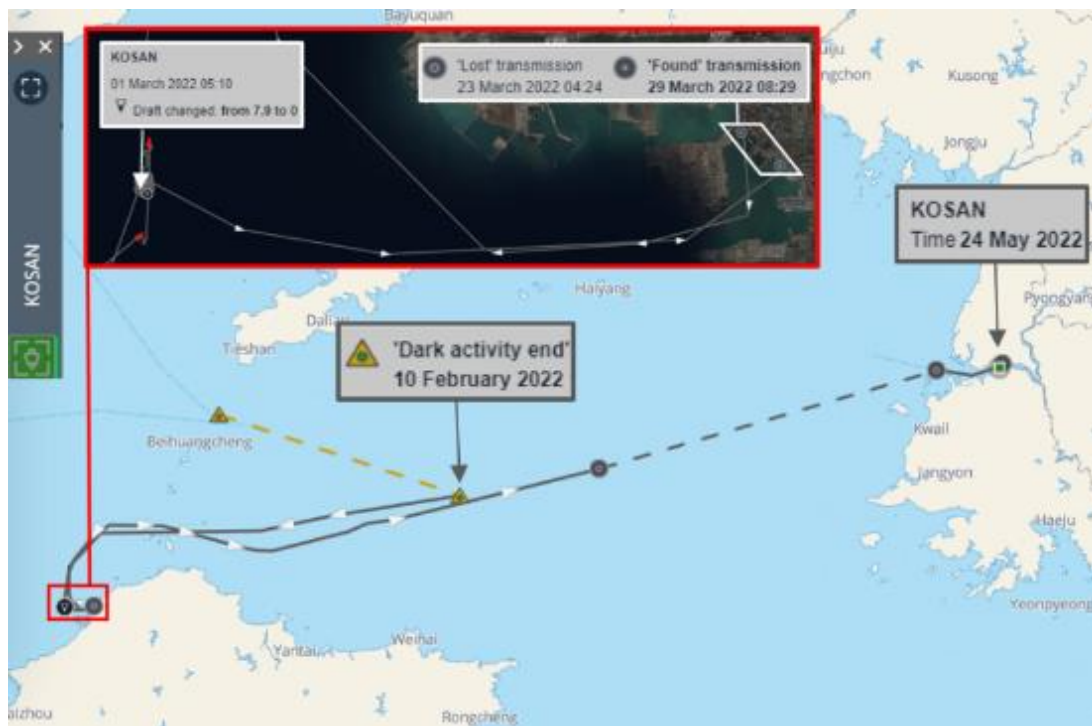 Bayuquan
KOSAN
01 March 2022 05:10
Draft changed: from 7.9 to 0
'Lost' transmission
23 March 2022 04:24
'Found' transmission
29 March 2022 08:29
Kusong
Jongju
KOSAN
KOSAN
Time 24 May 2022
Pyongyang
Haiyang
Dalian
Tieshan
'Dark activity end'
10 February 2022
Beihuangcheng
Kwail
Jangyon
Haeju
Yeonpyeong
Weihai
Yantai
Rongcheng